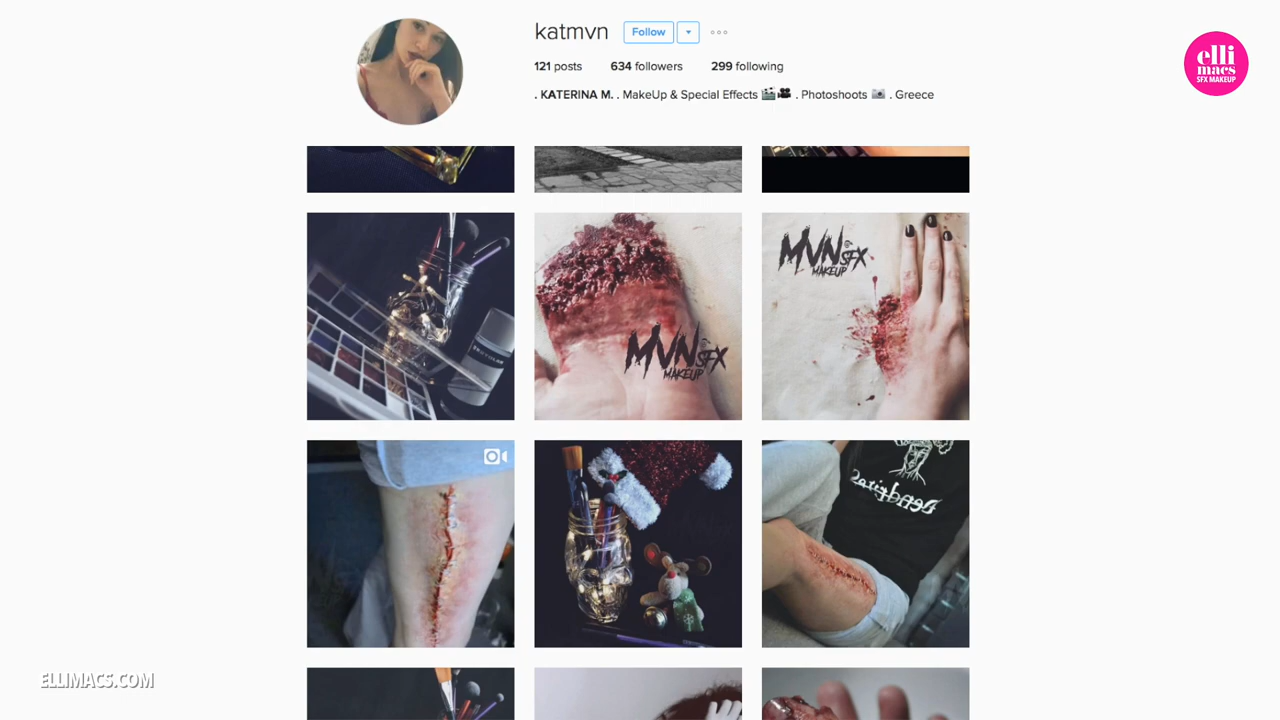 katmvn Follow
elli
macs
SFX MAKEUP
121 posts 634 followers 299 following
. KATERINA M. . MakeUp & Special Effects 🎬🎥 . Photoshoots 📷 . Greece
MVN SFX
MAKEUP
MVN SFX
MAKEUP
ELLIMACS.COM